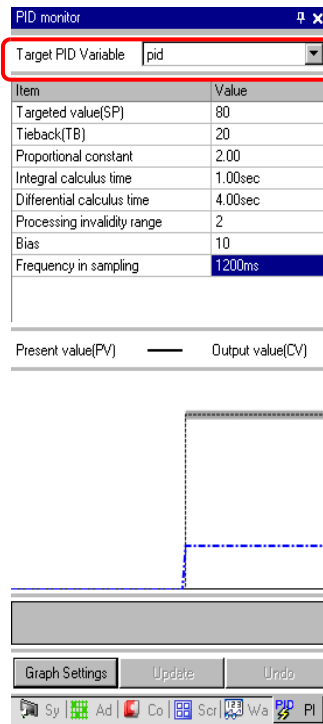 PID monitor
Target PID Variable pid
Item Value
Targeted value(SP) 80
Tieback(TB) 20
Proportional constant 2.00
Integral calculus time 1.00sec
Differential calculus time 4.00sec
Processing invalidity range 2
Bias 10
Frequency in sampling 1200ms
Present value(PV) Output value(CV)
Graph Settings Update Undo
Sy Ad Co Scr Wa PID PI